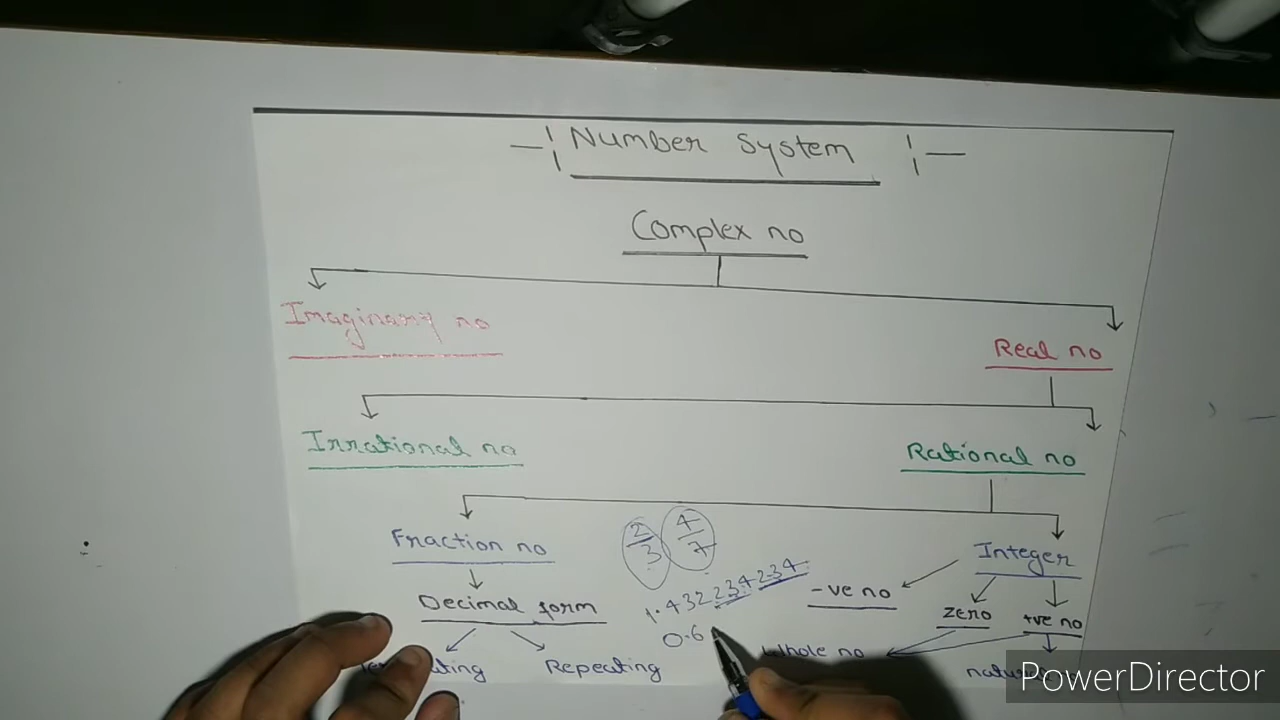 Number System
Complex no
Imaginary no
Real no
Irrational no
Rational no
Fraction no
2/3
4/7
Integer
Decimal form
1.432234234
-ve no
zero
+ve no
0.6
Repeating
Whole no
PowerDirector